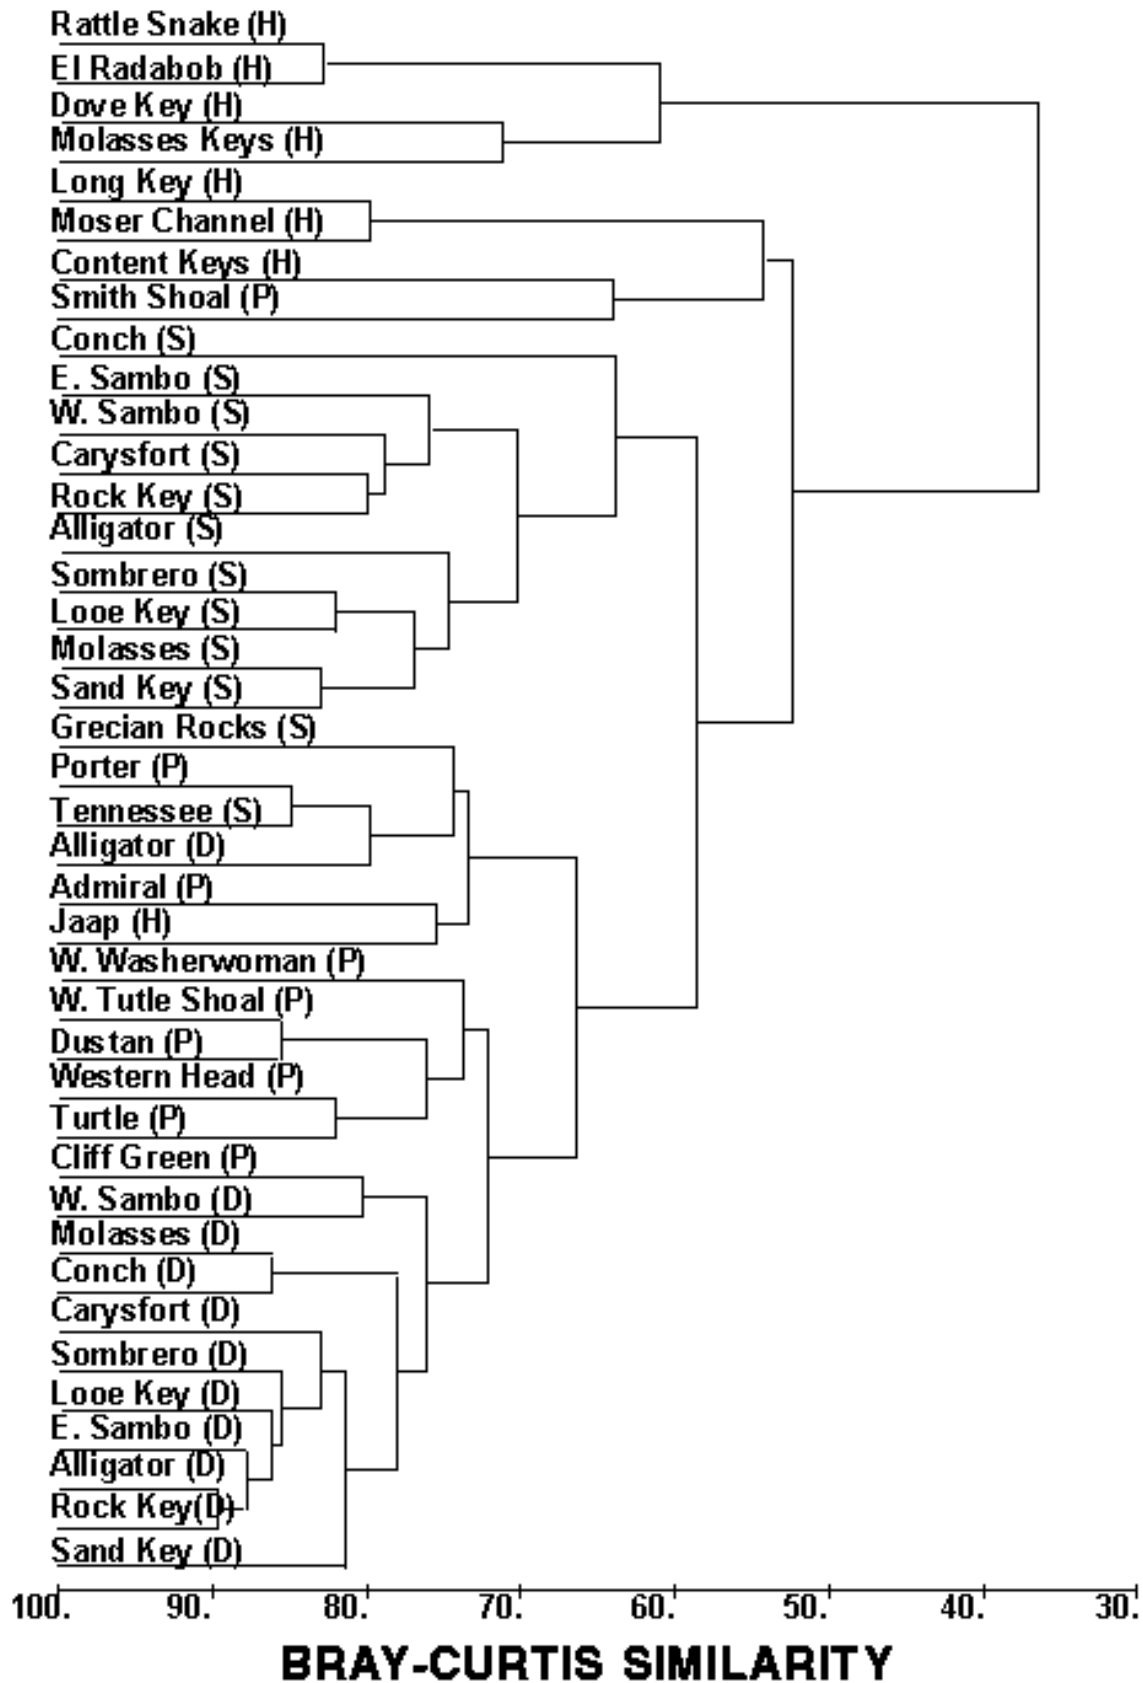 Rattle Snake (H)
El Radabob (H)
Dove Key (H)
Molasses Keys (H)
Long Key (H)
Moser Channel (H)
Content Keys (H)
Smith Shoal (P)
Conch (S)
E. Sambo (S)
W. Sambo (S)
Carysfort (S)
Rock Key (S)
Alligator (S)
Sombrero (S)
Looe Key (S)
Molasses (S)
Sand Key (S)
Grecian Rocks (S)
Porter (P)
Tennessee (S)
Alligator (D)
Admiral (P)
Jaap (H)
W. Washerwoman (P)
W. Tutle Shoal (P)
Dustan (P)
Western Head (P)
Turtle (P)
Cliff Green (P)
W. Sambo (D)
Molasses (D)
Conch (D)
Carysfort (D)
Sombrero (D)
Looe Key (D)
E. Sambo (D)
Alligator (D)
Rock Key(D)
Sand Key (D)
100. 90. 80. 70. 60. 50. 40. 30.
BRAY-CURTIS SIMILARITY